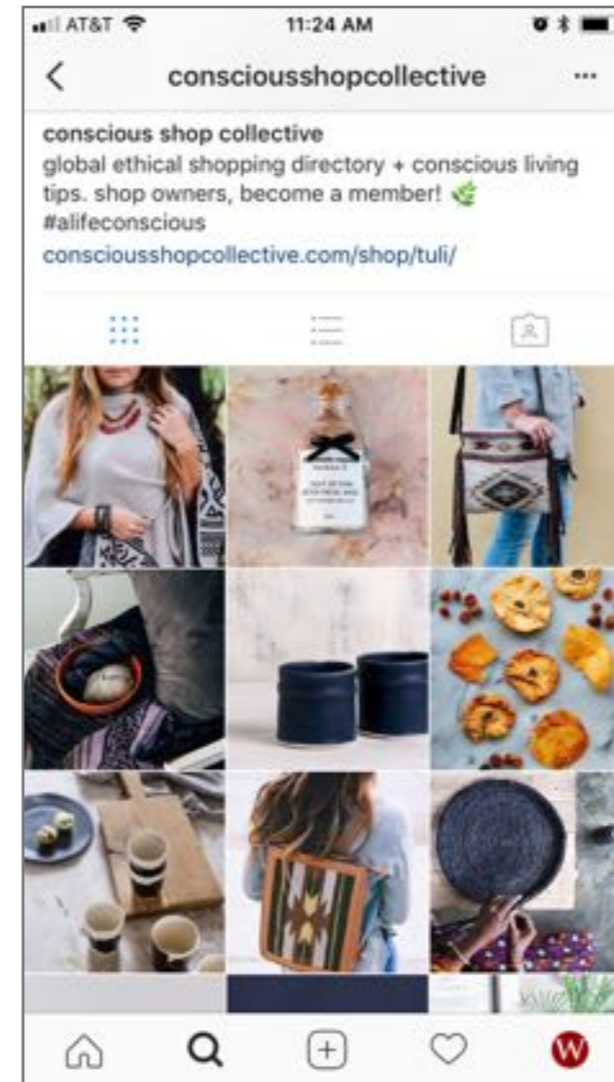 AT&T 11:24 AM
consciousshopcollective
conscious shop collective
global ethical shopping directory + conscious living
tips. shop owners, become a member! 🌿
#alifeconscious
consciousshopcollective.com/shop/tuli/
W